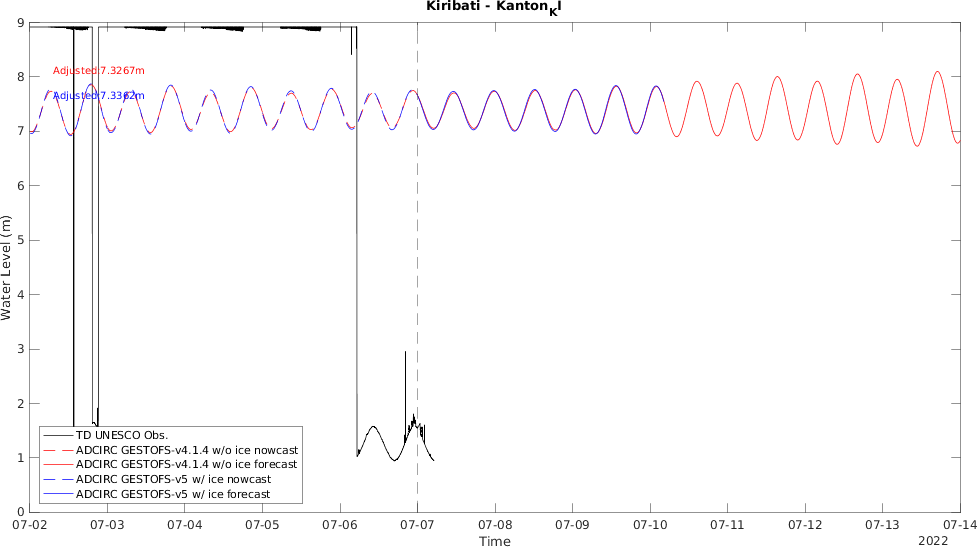 Kiribati - Kanton_KI
9
8
7
6
5
4
3
2
1
0
Water Level (m)
Adjusted:7.3267m
Adjusted:7.3362m
TD UNESCO Obs.
ADCIRC GESTOFS-v4.1.4 w/o ice nowcast
ADCIRC GESTOFS-v4.1.4 w/o ice forecast
ADCIRC GESTOFS-v5 w/ ice nowcast
ADCIRC GESTOFS-v5 w/ ice forecast
07-02 07-03 07-04 07-05 07-06 07-07 07-08 07-09 07-10 07-11 07-12 07-13 07-14
Time
2022